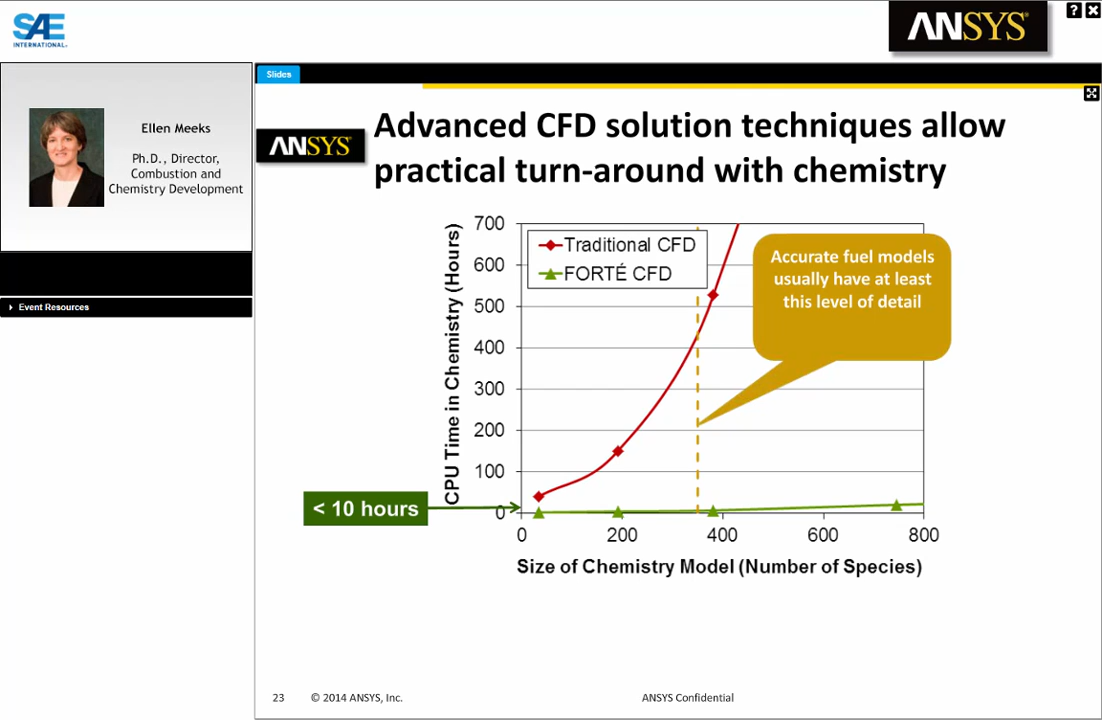 SAE
INTERNATIONAL
ANSYS
?
Slides
Ellen Meeks
Ph.D., Director,
Combustion and
Chemistry Development
Event Resources
ANSYS
Advanced CFD solution techniques allow
practical turn-around with chemistry
CPU Time in Chemistry (Hours)
700
600
500
400
300
200
100
0
Traditional CFD
FORTÉ CFD
Accurate fuel models
usually have at least
this level of detail
< 10 hours
0 200 400 600 800
Size of Chemistry Model (Number of Species)
23 © 2014 ANSYS, Inc. ANSYS Confidential